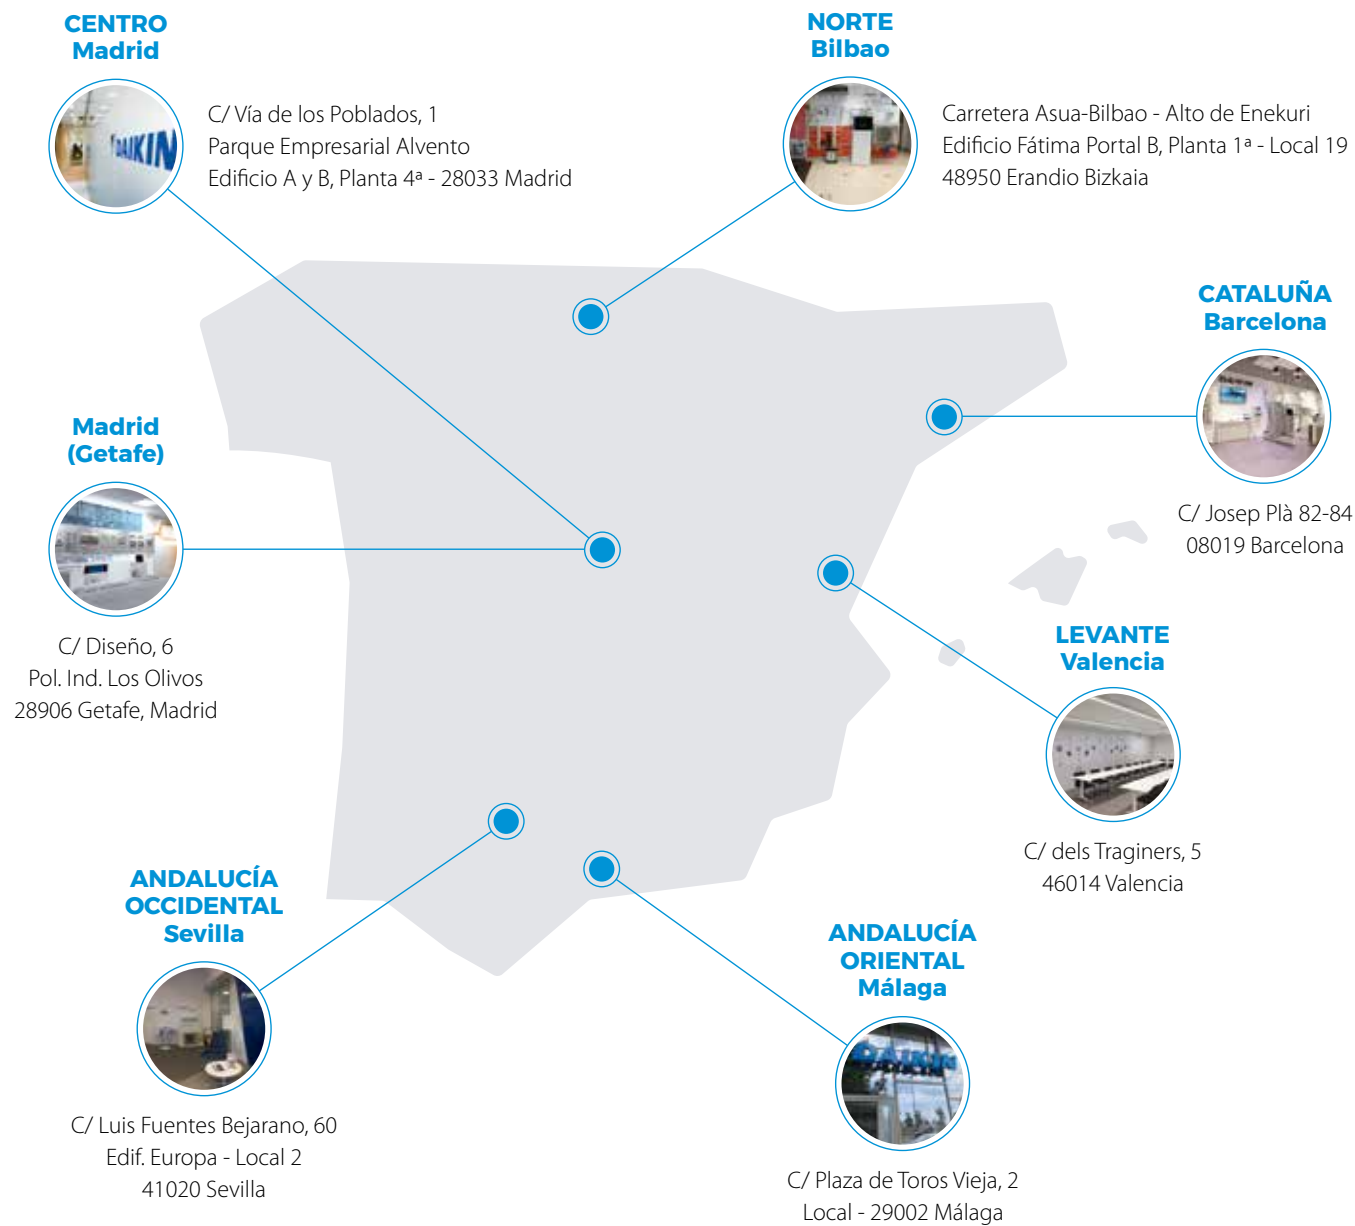 CENTRO
Madrid
DAIKIN
C/ Vía de los Poblados, 1
Parque Empresarial Alvento
Edificio A y B, Planta 4ª - 28033 Madrid
NORTE
Bilbao
Carretera Asua-Bilbao - Alto de Enekuri
Edificio Fátima Portal B, Planta 1ª - Local 19
48950 Erandio Bizkaia
CATALUÑA
Barcelona
C/ Josep Plà 82-84
08019 Barcelona
Madrid
(Getafe)
C/ Diseño, 6
Pol. Ind. Los Olivos
28906 Getafe, Madrid
LEVANTE
Valencia
C/ dels Traginers, 5
46014 Valencia
ANDALUCÍA
OCCIDENTAL
Sevilla
C/ Luis Fuentes Bejarano, 60
Edif. Europa - Local 2
41020 Sevilla
ANDALUCÍA
ORIENTAL
Málaga
DAIKIN
C/ Plaza de Toros Vieja, 2
Local - 29002 Málaga